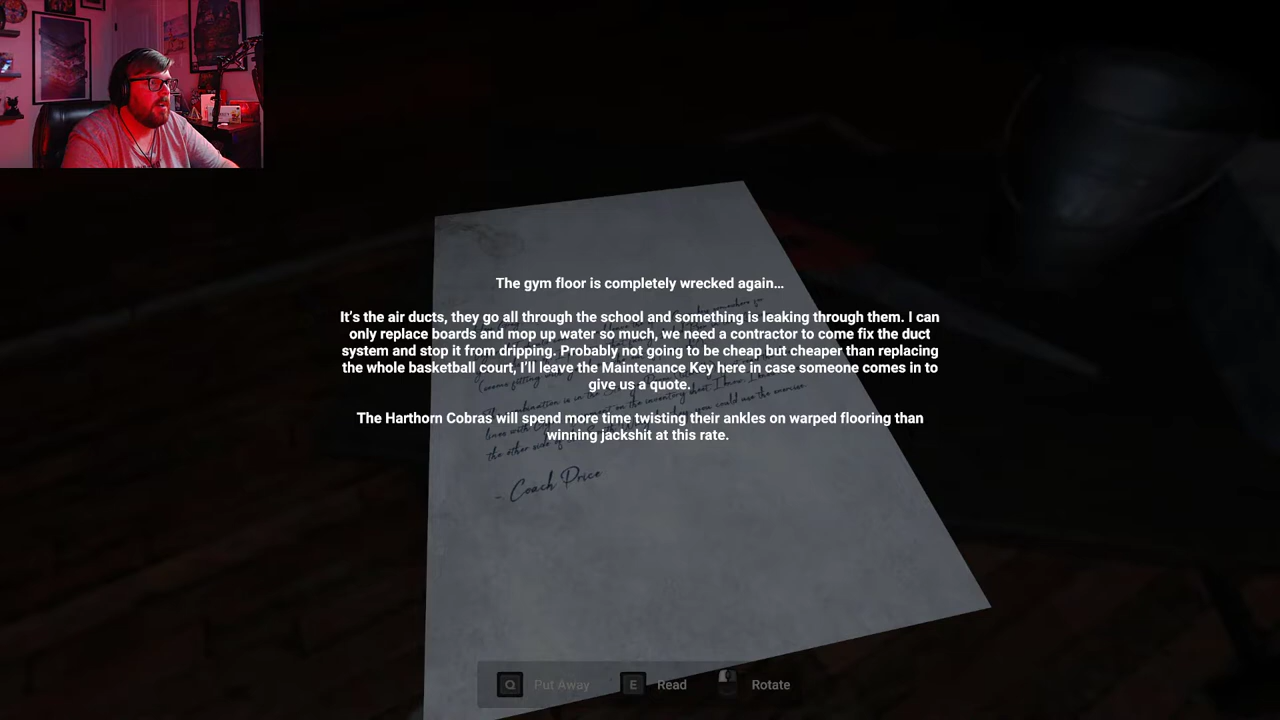 The gym floor is completely wrecked again...
It's the air ducts, they go all through the school and something is leaking through them. I can
only replace boards and mop up water so much, we need a contractor to come fix the duct
system and stop it from dripping. Probably not going to be cheap but cheaper than replacing
the whole basketball court, I'll leave the Maintenance Key here in case someone comes in to
give us a quote.
The Harthorn Cobras will spend more time twisting their ankles on warped flooring than
winning jackshit at this rate.
- Coach Price
Q Put Away E Read Rotate